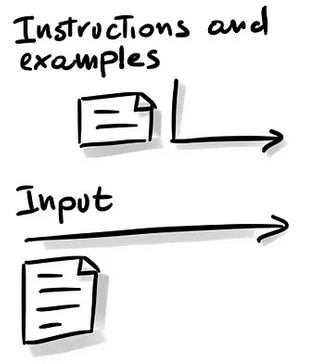 Instructions and
examples
Input